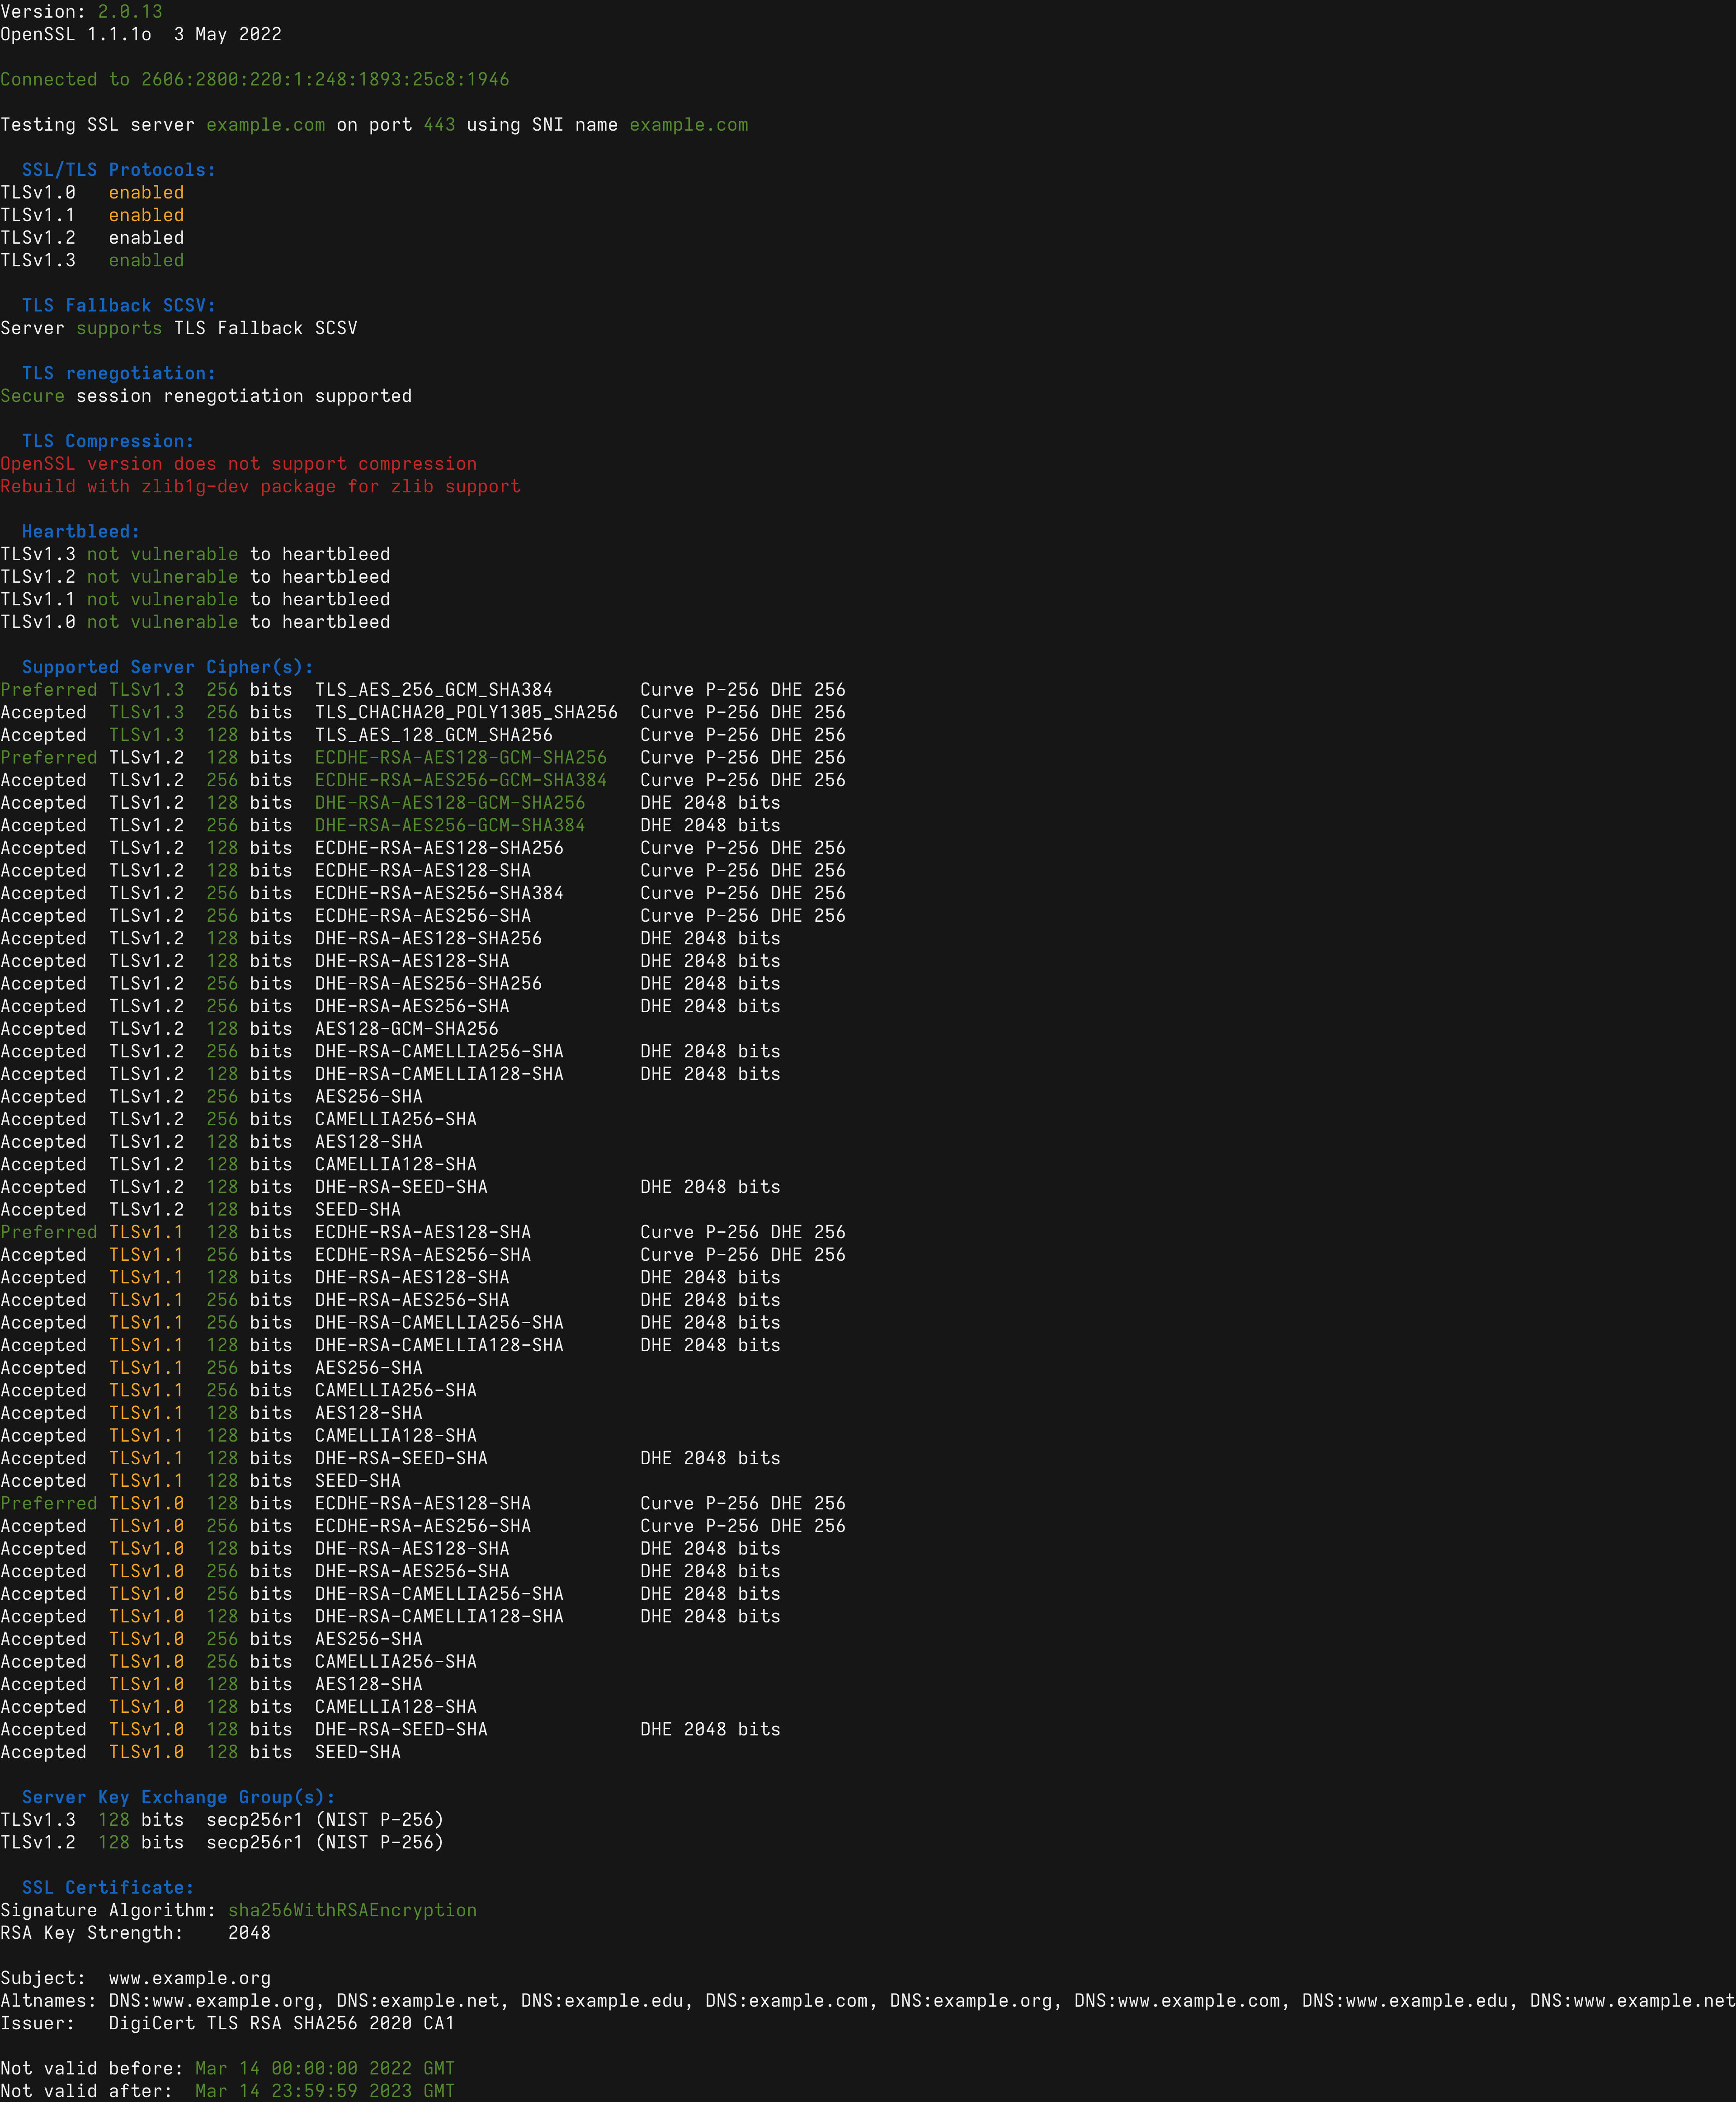 Version: 2.0.13
OpenSSL 1.1.1o  3 May 2022

Connected to 2606:2800:220:1:248:1893:25c8:1946

Testing SSL server example.com on port 443 using SNI name example.com

  SSL/TLS Protocols:
TLSv1.0   enabled
TLSv1.1   enabled
TLSv1.2   enabled
TLSv1.3   enabled

  TLS Fallback SCSV:
Server supports TLS Fallback SCSV

  TLS renegotiation:
Secure session renegotiation supported

  TLS Compression:
OpenSSL version does not support compression
Rebuild with zlib1g-dev package for zlib support

  Heartbleed:
TLSv1.3 not vulnerable to heartbleed
TLSv1.2 not vulnerable to heartbleed
TLSv1.1 not vulnerable to heartbleed
TLSv1.0 not vulnerable to heartbleed

  Supported Server Cipher(s):
Preferred TLSv1.3  256 bits  TLS_AES_256_GCM_SHA384        Curve P-256 DHE 256
Accepted  TLSv1.3  256 bits  TLS_CHACHA20_POLY1305_SHA256  Curve P-256 DHE 256
Accepted  TLSv1.3  128 bits  TLS_AES_128_GCM_SHA256        Curve P-256 DHE 256
Preferred TLSv1.2  128 bits  ECDHE-RSA-AES128-GCM-SHA256   Curve P-256 DHE 256
Accepted  TLSv1.2  256 bits  ECDHE-RSA-AES256-GCM-SHA384   Curve P-256 DHE 256
Accepted  TLSv1.2  128 bits  DHE-RSA-AES128-GCM-SHA256     DHE 2048 bits
Accepted  TLSv1.2  256 bits  DHE-RSA-AES256-GCM-SHA384     DHE 2048 bits
Accepted  TLSv1.2  128 bits  ECDHE-RSA-AES128-SHA256       Curve P-256 DHE 256
Accepted  TLSv1.2  128 bits  ECDHE-RSA-AES128-SHA          Curve P-256 DHE 256
Accepted  TLSv1.2  256 bits  ECDHE-RSA-AES256-SHA384       Curve P-256 DHE 256
Accepted  TLSv1.2  256 bits  ECDHE-RSA-AES256-SHA          Curve P-256 DHE 256
Accepted  TLSv1.2  128 bits  DHE-RSA-AES128-SHA256         DHE 2048 bits
Accepted  TLSv1.2  128 bits  DHE-RSA-AES128-SHA            DHE 2048 bits
Accepted  TLSv1.2  256 bits  DHE-RSA-AES256-SHA256         DHE 2048 bits
Accepted  TLSv1.2  256 bits  DHE-RSA-AES256-SHA            DHE 2048 bits
Accepted  TLSv1.2  128 bits  AES128-GCM-SHA256
Accepted  TLSv1.2  256 bits  DHE-RSA-CAMELLIA256-SHA       DHE 2048 bits
Accepted  TLSv1.2  128 bits  DHE-RSA-CAMELLIA128-SHA       DHE 2048 bits
Accepted  TLSv1.2  256 bits  AES256-SHA
Accepted  TLSv1.2  256 bits  CAMELLIA256-SHA
Accepted  TLSv1.2  128 bits  AES128-SHA
Accepted  TLSv1.2  128 bits  CAMELLIA128-SHA
Accepted  TLSv1.2  128 bits  DHE-RSA-SEED-SHA              DHE 2048 bits
Accepted  TLSv1.2  128 bits  SEED-SHA
Preferred TLSv1.1  128 bits  ECDHE-RSA-AES128-SHA          Curve P-256 DHE 256
Accepted  TLSv1.1  256 bits  ECDHE-RSA-AES256-SHA          Curve P-256 DHE 256
Accepted  TLSv1.1  128 bits  DHE-RSA-AES128-SHA            DHE 2048 bits
Accepted  TLSv1.1  256 bits  DHE-RSA-AES256-SHA            DHE 2048 bits
Accepted  TLSv1.1  256 bits  DHE-RSA-CAMELLIA256-SHA       DHE 2048 bits
Accepted  TLSv1.1  128 bits  DHE-RSA-CAMELLIA128-SHA       DHE 2048 bits
Accepted  TLSv1.1  256 bits  AES256-SHA
Accepted  TLSv1.1  256 bits  CAMELLIA256-SHA
Accepted  TLSv1.1  128 bits  AES128-SHA
Accepted  TLSv1.1  128 bits  CAMELLIA128-SHA
Accepted  TLSv1.1  128 bits  DHE-RSA-SEED-SHA              DHE 2048 bits
Accepted  TLSv1.1  128 bits  SEED-SHA
Preferred TLSv1.0  128 bits  ECDHE-RSA-AES128-SHA          Curve P-256 DHE 256
Accepted  TLSv1.0  256 bits  ECDHE-RSA-AES256-SHA          Curve P-256 DHE 256
Accepted  TLSv1.0  128 bits  DHE-RSA-AES128-SHA            DHE 2048 bits
Accepted  TLSv1.0  256 bits  DHE-RSA-AES256-SHA            DHE 2048 bits
Accepted  TLSv1.0  256 bits  DHE-RSA-CAMELLIA256-SHA       DHE 2048 bits
Accepted  TLSv1.0  128 bits  DHE-RSA-CAMELLIA128-SHA       DHE 2048 bits
Accepted  TLSv1.0  256 bits  AES256-SHA
Accepted  TLSv1.0  256 bits  CAMELLIA256-SHA
Accepted  TLSv1.0  128 bits  AES128-SHA
Accepted  TLSv1.0  128 bits  CAMELLIA128-SHA
Accepted  TLSv1.0  128 bits  DHE-RSA-SEED-SHA              DHE 2048 bits
Accepted  TLSv1.0  128 bits  SEED-SHA

  Server Key Exchange Group(s):
TLSv1.3  128 bits  secp256r1 (NIST P-256)
TLSv1.2  128 bits  secp256r1 (NIST P-256)

  SSL Certificate:
Signature Algorithm: sha256WithRSAEncryption
RSA Key Strength:    2048

Subject:  www.example.org
Altnames: DNS:www.example.org, DNS:example.net, DNS:example.edu, DNS:example.com, DNS:example.org, DNS:www.example.com, DNS:www.example.edu, DNS:www.example.net
Issuer:   DigiCert TLS RSA SHA256 2020 CA1

Not valid before: Mar 14 00:00:00 2022 GMT
Not valid after:  Mar 14 23:59:59 2023 GMT